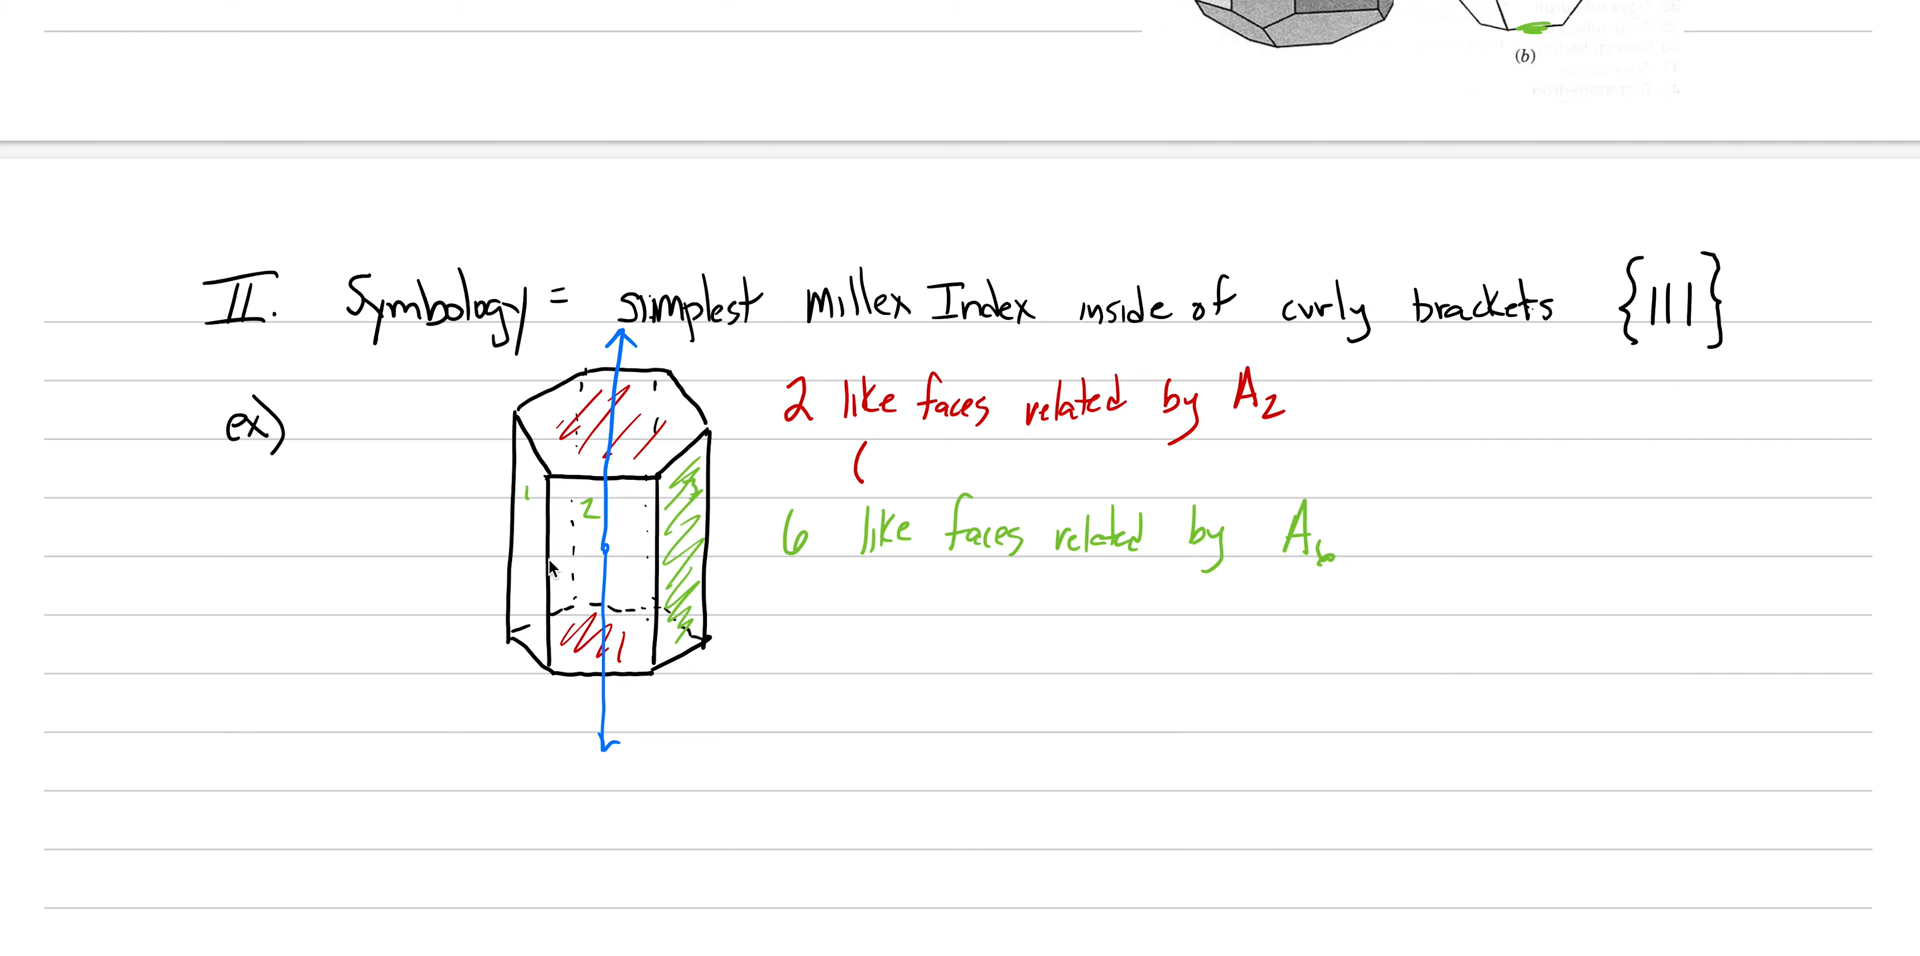 (b)
II. Symbology = simplest Millex Index inside of curly brackets {111}
ex)
2 like faces related by A2
(
6 like faces related by A6
1
2